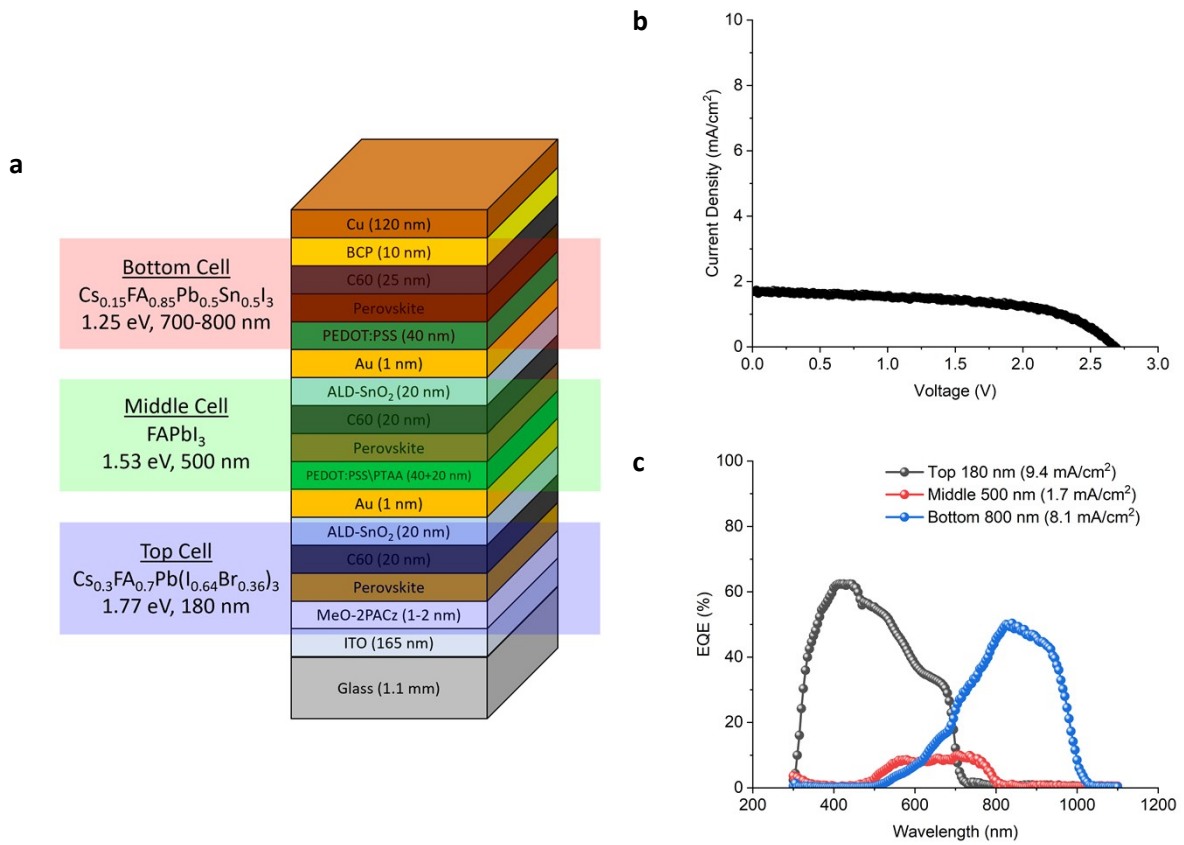 a
Cu (120 nm)
BCP (10 nm)
C60 (25 nm)
Perovskite
PEDOT:PSS (40 nm)
Au (1 nm)
ALD-SnO₂ (20 nm)
C60 (20 nm)
Perovskite
PEDOT:PSS\PTAA (40+20 nm)
Au (1 nm)
ALD-SnO₂ (20 nm)
C60 (20 nm)
Perovskite
MeO-2PACz (1-2 nm)
ITO (165 nm)
Glass (1.1 mm)
Bottom Cell
Cs₀.₁₅FA₀.₈₅Pb₀.₅Sn₀.₅I₃
1.25 eV, 700-800 nm
Middle Cell
FAPbI₃
1.53 eV, 500 nm
Top Cell
Cs₀.₃FA₀.₇Pb(I₀.₆₄Br₀.₃₆)₃
1.77 eV, 180 nm
b
Current Density (mA/cm²)
10
8
6
4
2
0
0.0 0.5 1.0 1.5 2.0 2.5 3.0
Voltage (V)
c
Top 180 nm (9.4 mA/cm²)
Middle 500 nm (1.7 mA/cm²)
Bottom 800 nm (8.1 mA/cm²)
EQE (%)
100
80
60
40
20
0
200 400 600 800 1000 1200
Wavelength (nm)